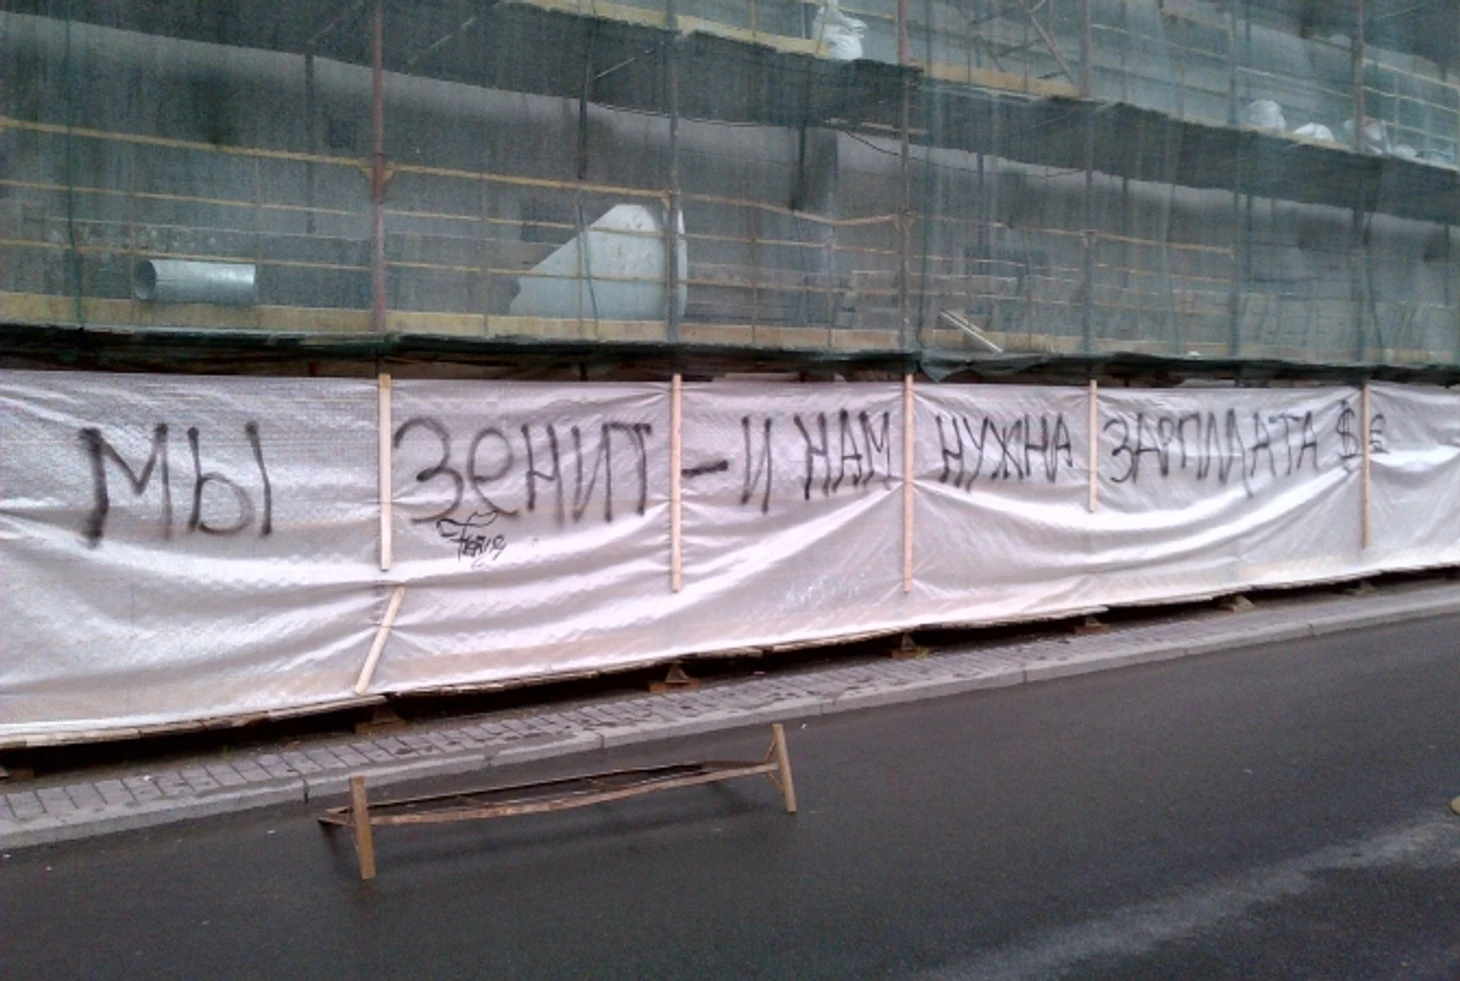 МЫ ЗеНИТ - И НАМ НУЖНА ЗАРПЛАТА $ €